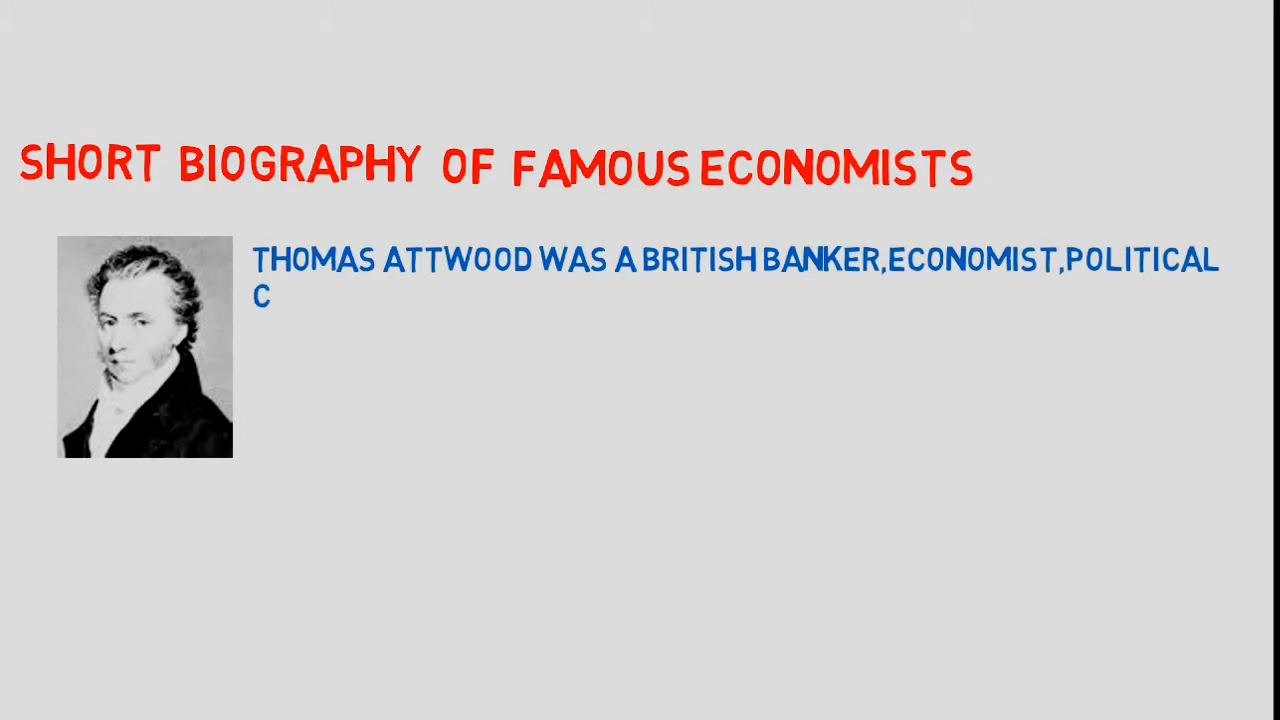 SHORT BIOGRAPHY OF FAMOUS ECONOMISTS
THOMAS ATTWOOD WAS A BRITISH BANKER,ECONOMIST,POLITICAL
C